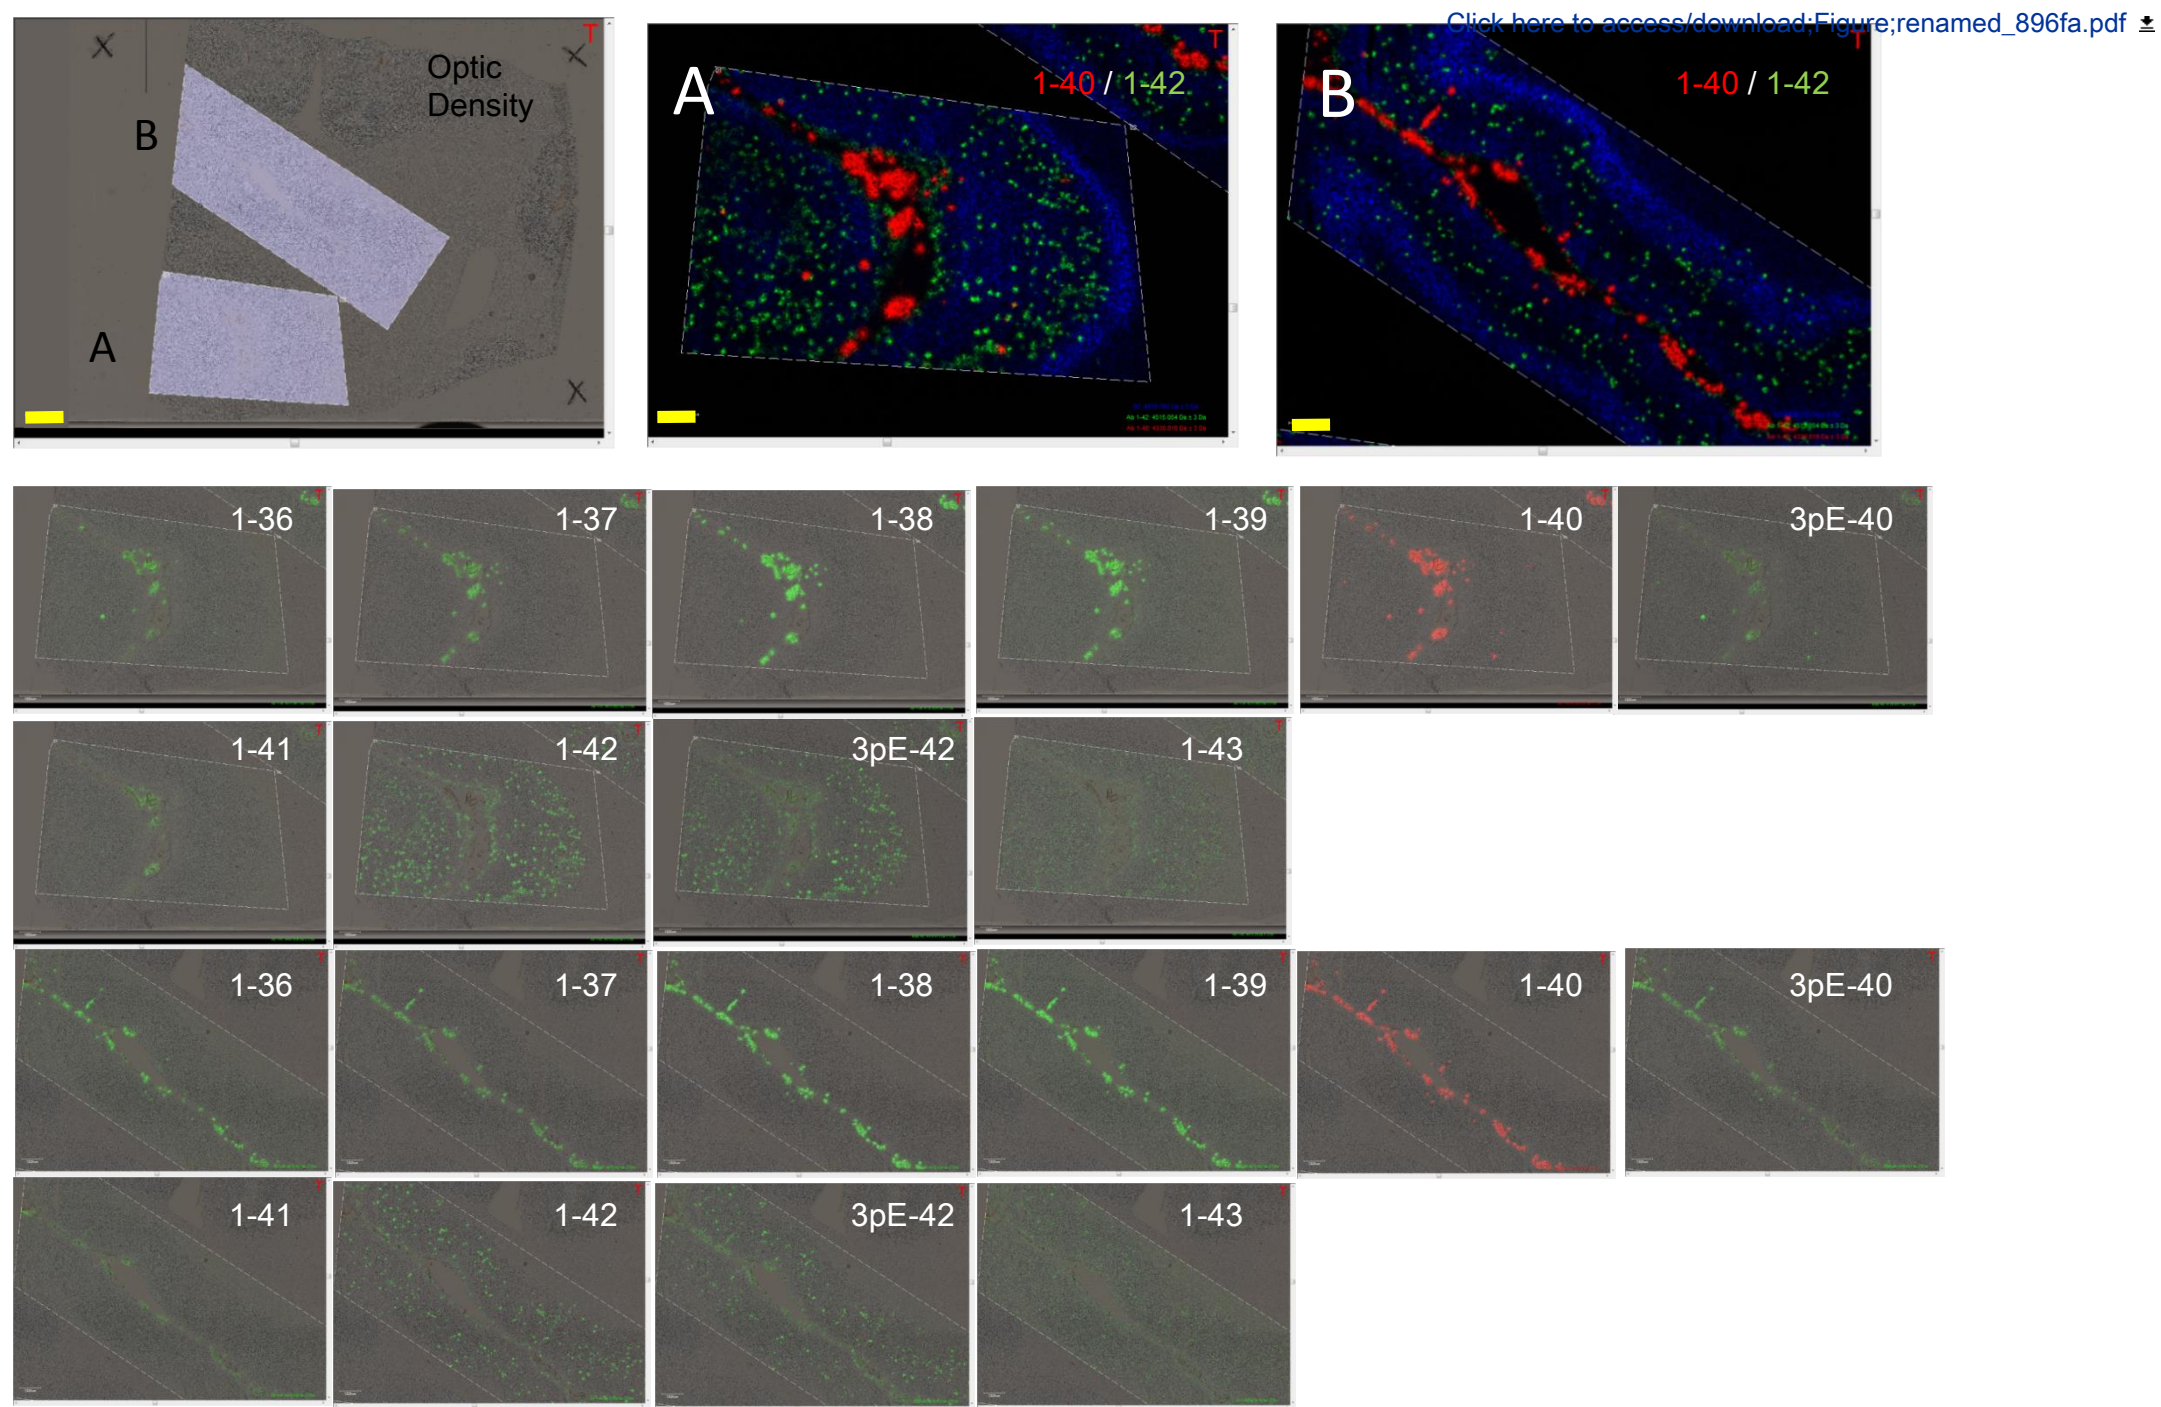 Click here to access/download;Figure;renamed_896fa.pdf
T
Optic
Density
B
A
T
A
1-40 / 1-42
T
B
1-40 / 1-42
T
1-36
T
1-37
T
1-38
T
1-39
T
1-40
T
3pE-40
T
1-41
T
1-42
T
3pE-42
T
1-43
T
1-36
T
1-37
T
1-38
T
1-39
T
1-40
T
3pE-40
T
1-41
T
1-42
T
3pE-42
T
1-43